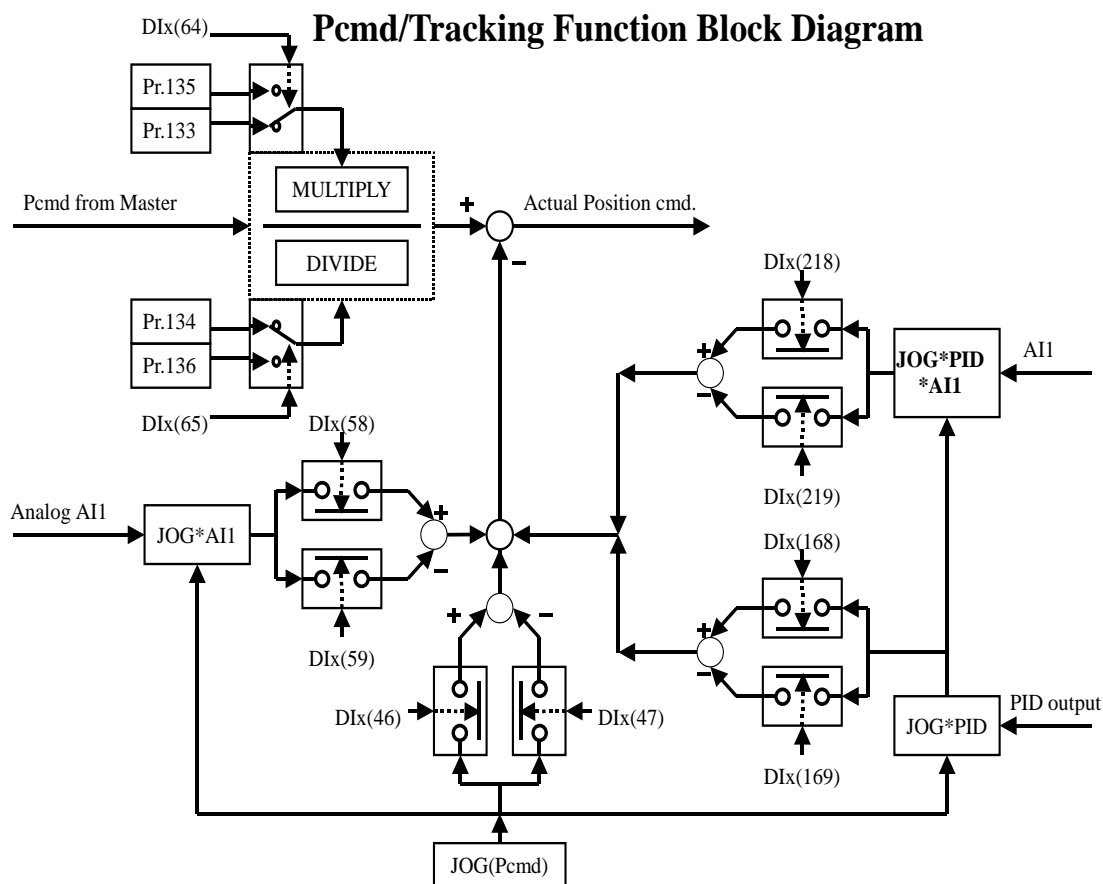 Pcmd/Tracking Function Block Diagram
DIx(64)
Pr.135
Pr.133
MULTIPLY
Pcmd from Master
+
Actual Position cmd.
DIVIDE
−
Pr.134
Pr.136
DIx(65)
DIx(218)
+
−
JOG*PID
*AI1
AI1
DIx(219)
DIx(58)
Analog AI1
JOG*AI1
+
−
DIx(59)
DIx(168)
+
−
DIx(169)
+
−
DIx(46)
DIx(47)
PID output
JOG*PID
JOG(Pcmd)